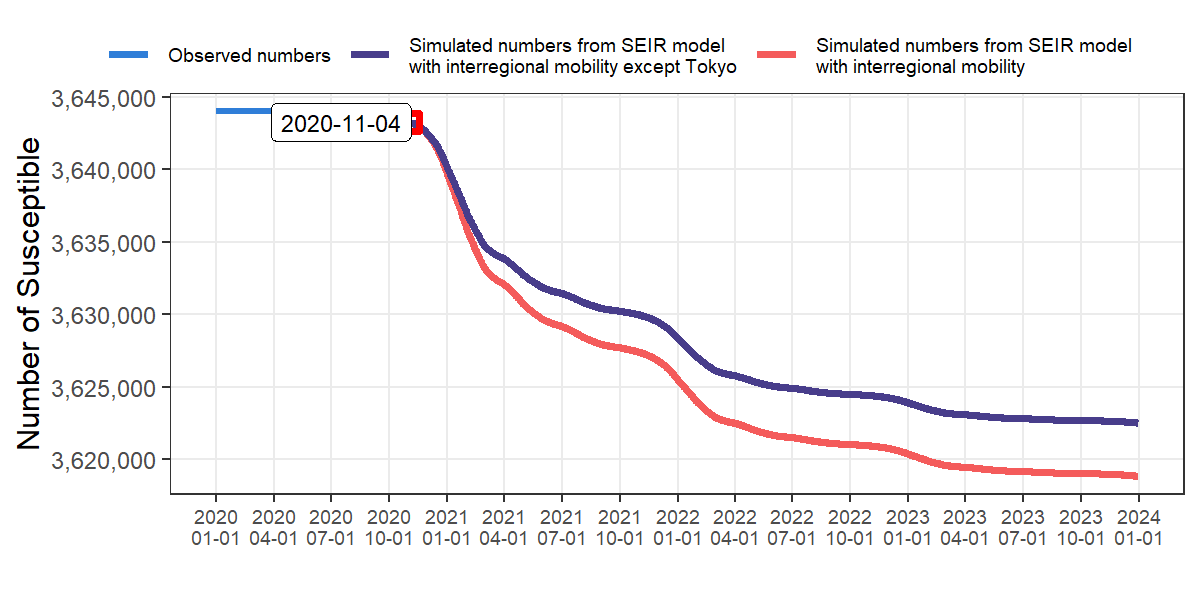 Observed numbers
Simulated numbers from SEIR model
with interregional mobility except Tokyo
Simulated numbers from SEIR model
with interregional mobility
Number of Susceptible
3,645,000
3,640,000
3,635,000
3,630,000
3,625,000
3,620,000
2020-11-04
2020 2020 2020 2020 2021 2021 2021 2021 2022 2022 2022 2022 2023 2023 2023 2023 2024
01-01 04-01 07-01 10-01 01-01 04-01 07-01 10-01 01-01 04-01 07-01 10-01 01-01 04-01 07-01 10-01 01-01